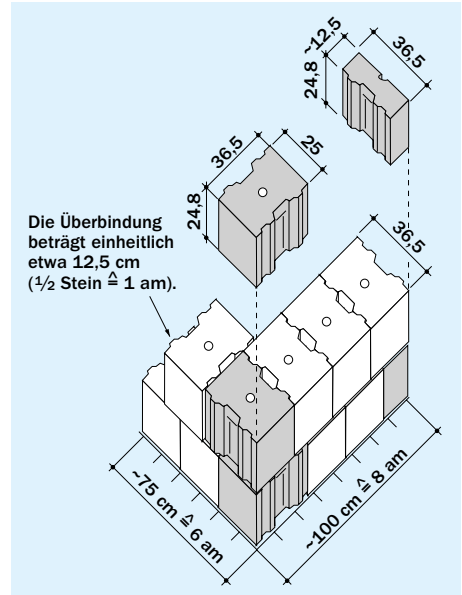 ~12,5
36,5
24,8
36,5
25
24,8
Die Überbindung
beträgt einheitlich
etwa 12,5 cm
(½ Stein ≙ 1 am).
36,5
~75 cm ≙ 6 am
~100 cm ≙ 8 am